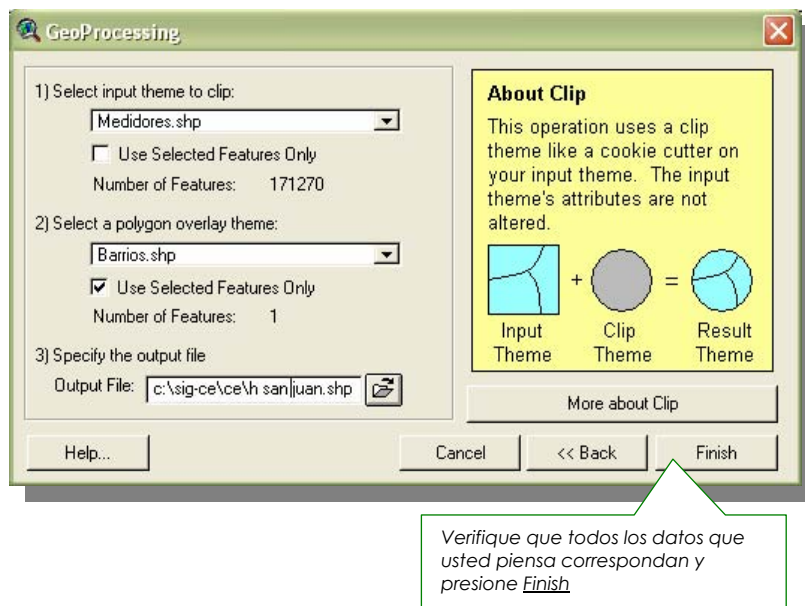 GeoProcessing
1) Select input theme to clip:
Medidores.shp
Use Selected Features Only
Number of Features: 171270
2) Select a polygon overlay theme:
Barrios.shp
Use Selected Features Only
Number of Features: 1
3) Specify the output file
Output File: c:\sig-ce\ce\h san juan.shp
About Clip
This operation uses a clip
theme like a cookie cutter on
your input theme. The input
theme's attributes are not
altered.
+ =
Input Clip Result
Theme Theme Theme
More about Clip
Help... Cancel << Back Finish
Verifique que todos los datos que
usted piensa correspondan y
presione Finish